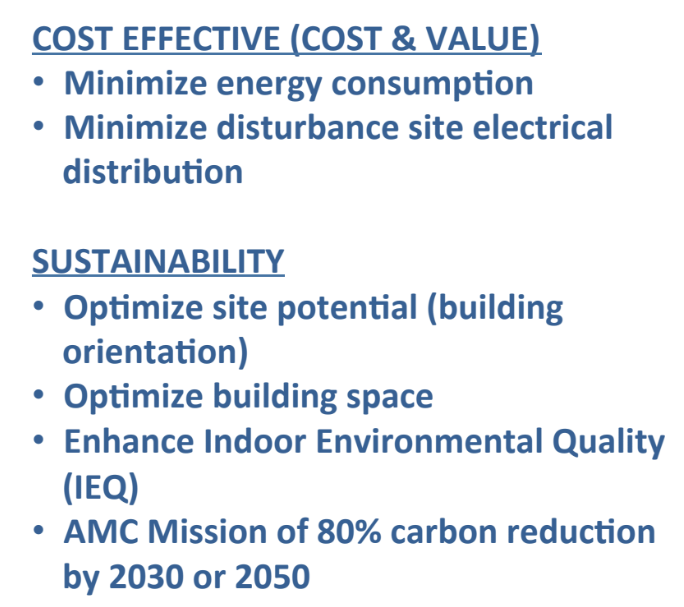 COST EFFECTIVE (COST & VALUE)
• Minimize energy consumption
• Minimize disturbance site electrical
distribution
SUSTAINABILITY
• Optimize site potential (building
orientation)
• Optimize building space
• Enhance Indoor Environmental Quality
(IEQ)
• AMC Mission of 80% carbon reduction
by 2030 or 2050